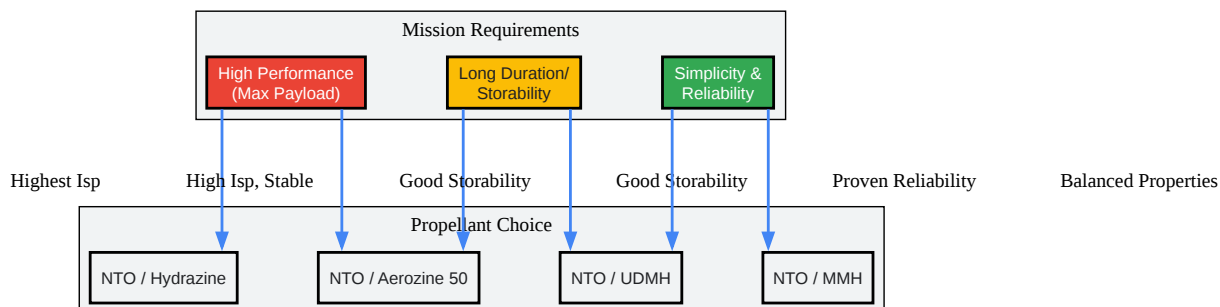 Mission Requirements
High Performance
(Max Payload)
Long Duration/
Storability
Simplicity &
Reliability
Highest Isp
High Isp, Stable
Good Storability
Good Storability
Proven Reliability
Balanced Properties
Propellant Choice
NTO / Hydrazine
NTO / Aerozine 50
NTO / UDMH
NTO / MMH